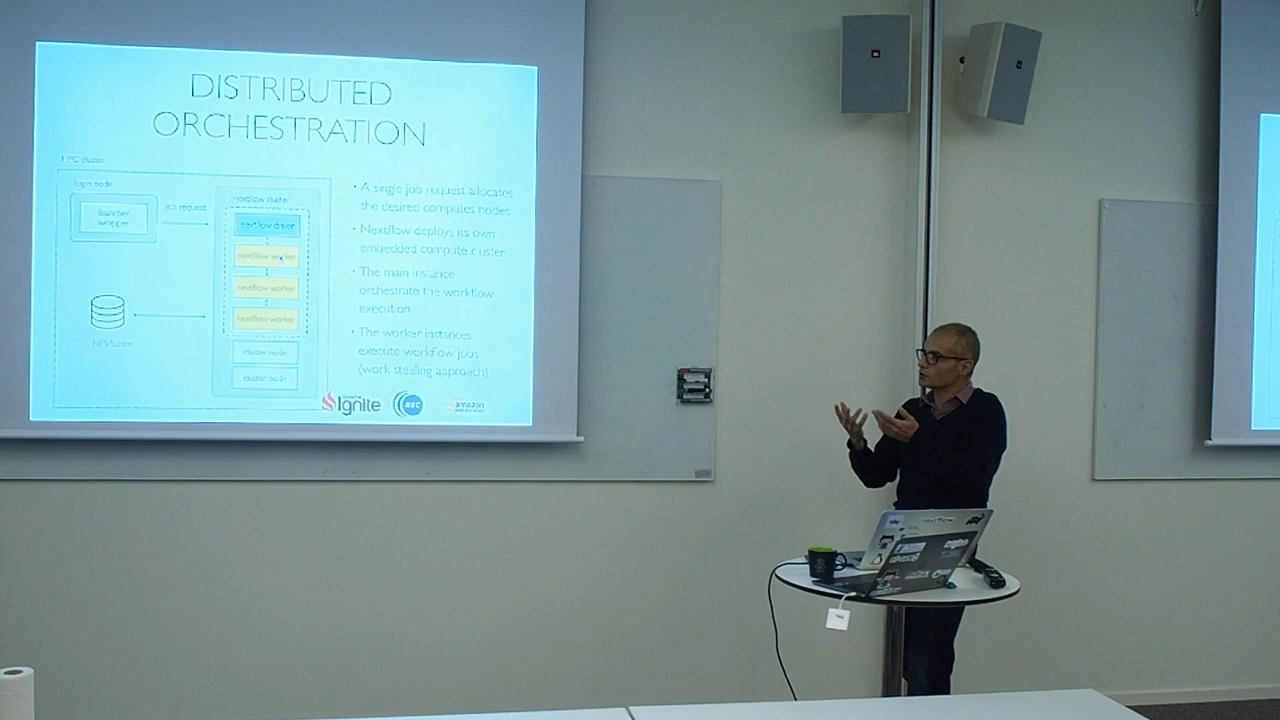 DISTRIBUTED
ORCHESTRATION
HPC cluster
login node
launcher
wrapper
job request
nextflow cluster
nextflow driver
nextflow worker
nextflow worker
nextflow worker
cluster node
cluster node
• A single job request allocates
the desired computes nodes
• Nextflow deploys its own
embedded compute cluster
• The main instance
orchestrate the workflow
execution
• The worker instances
execute workflow jobs
(work stealing approach)
Ignite
amazon
nextflow